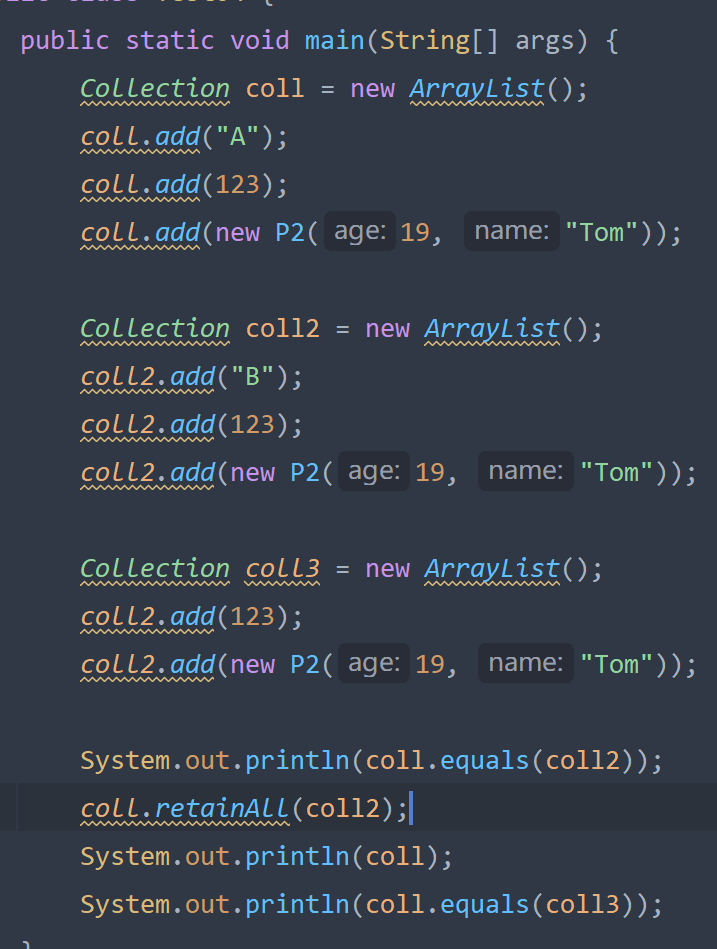 public static void main(String[] args) {
Collection coll = new ArrayList();
coll.add("A");
coll.add(123);
coll.add(new P2( age: 19, name: "Tom"));
Collection coll2 = new ArrayList();
coll2.add("B");
coll2.add(123);
coll2.add(new P2( age: 19, name: "Tom"));
Collection coll3 = new ArrayList();
coll2.add(123);
coll2.add(new P2( age: 19, name: "Tom"));
System.out.println(coll.equals(coll2));
coll.retainAll(coll2);
System.out.println(coll);
System.out.println(coll.equals(coll3));
}